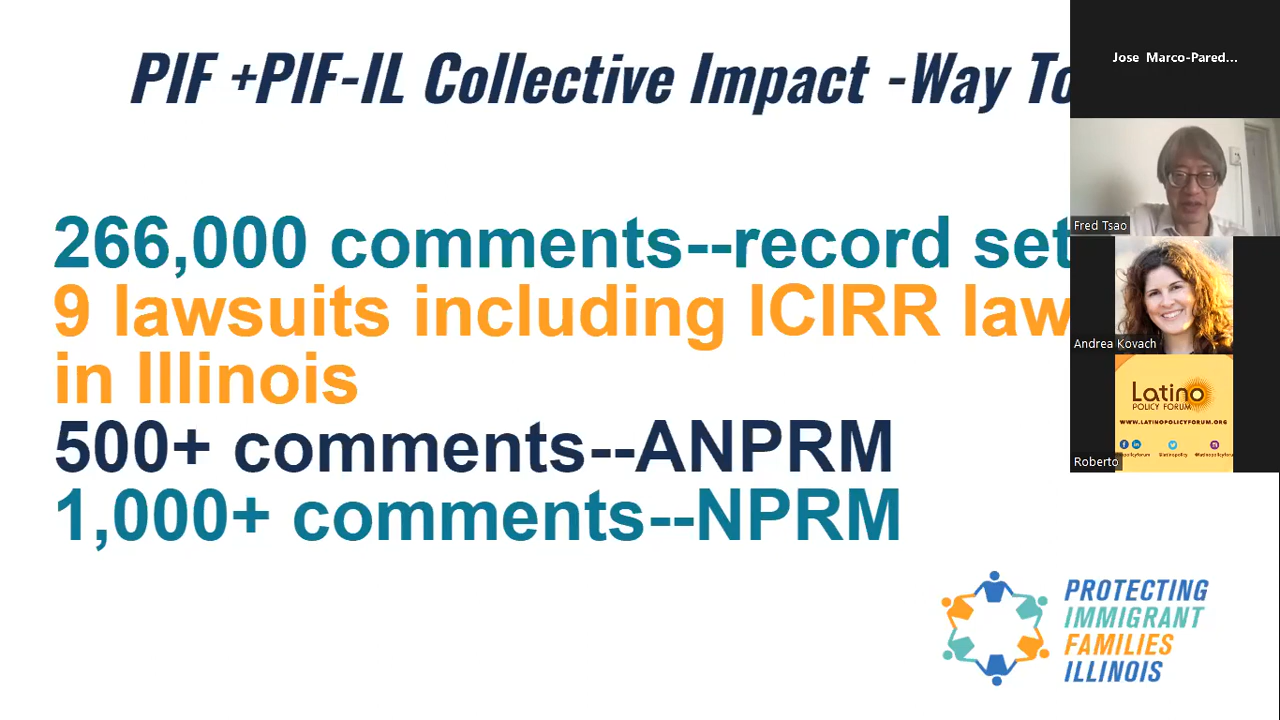 PIF +PIF-IL Collective Impact -Way To
266,000 comments--record set
9 lawsuits including ICIRR law
in Illinois
500+ comments--ANPRM
1,000+ comments--NPRM
PROTECTING
IMMIGRANT
FAMILIES
ILLINOIS
Jose Marco-Pared...
Fred Tsao
Andrea Kovach
Latino
POLICY FORUM
WWW.LATINOPOLICYFORUM.ORG
@latinopolicy
Roberto